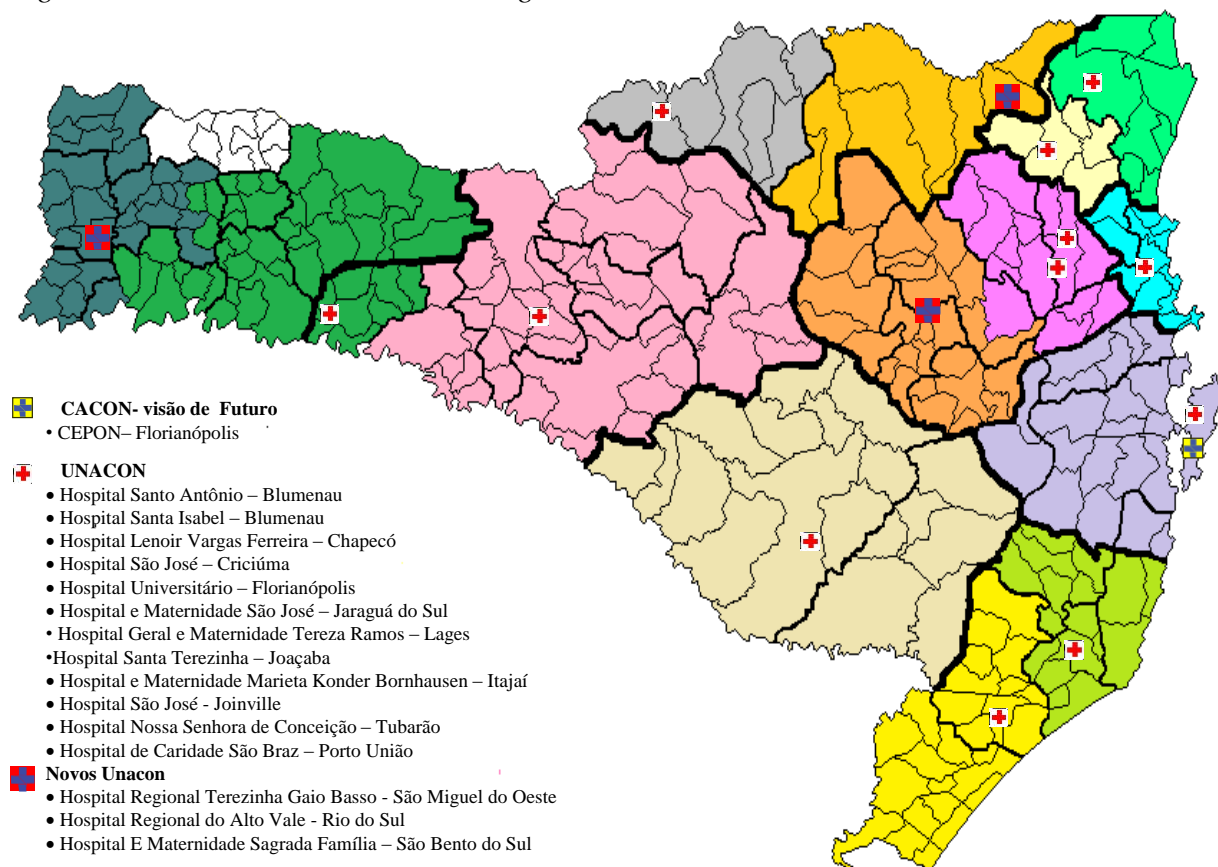 CACON- visão de Futuro
• CEPON– Florianópolis
UNACON
• Hospital Santo Antônio – Blumenau
• Hospital Santa Isabel – Blumenau
• Hospital Lenoir Vargas Ferreira – Chapecó
• Hospital São José – Criciúma
• Hospital Universitário – Florianópolis
• Hospital e Maternidade São José – Jaraguá do Sul
• Hospital Geral e Maternidade Tereza Ramos – Lages
•Hospital Santa Terezinha – Joaçaba
• Hospital e Maternidade Marieta Konder Bornhausen – Itajaí
• Hospital São José - Joinville
• Hospital Nossa Senhora de Conceição – Tubarão
• Hospital de Caridade São Braz – Porto União
Novos Unacon
• Hospital Regional Terezinha Gaio Basso - São Miguel do Oeste
• Hospital Regional do Alto Vale - Rio do Sul
• Hospital E Maternidade Sagrada Família – São Bento do Sul